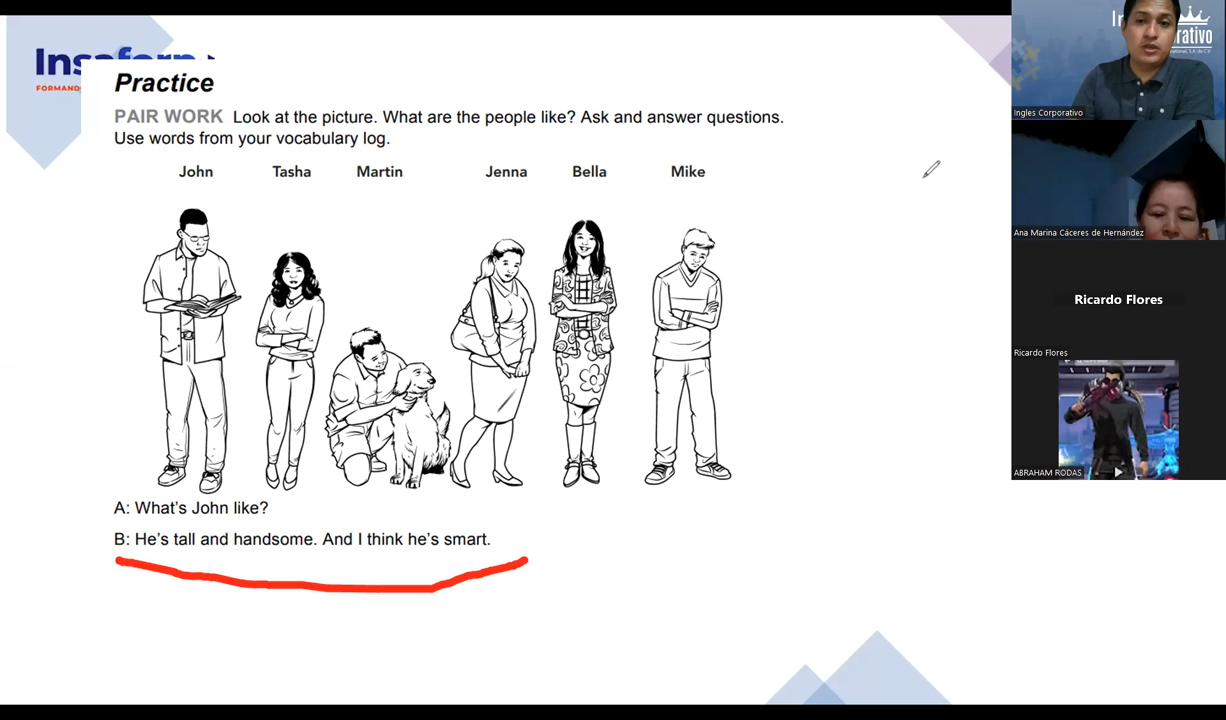 Insaforp
FORMANDO
Practice
PAIR WORK Look at the picture. What are the people like? Ask and answer questions.
Use words from your vocabulary log.
John Tasha Martin Jenna Bella Mike
A: What's John like?
B: He's tall and handsome. And I think he's smart.
Ingles Corporativo
Ana Marina Cáceres de Hernández
Ricardo Flores
Ricardo Flores
ABRAHAM RODAS